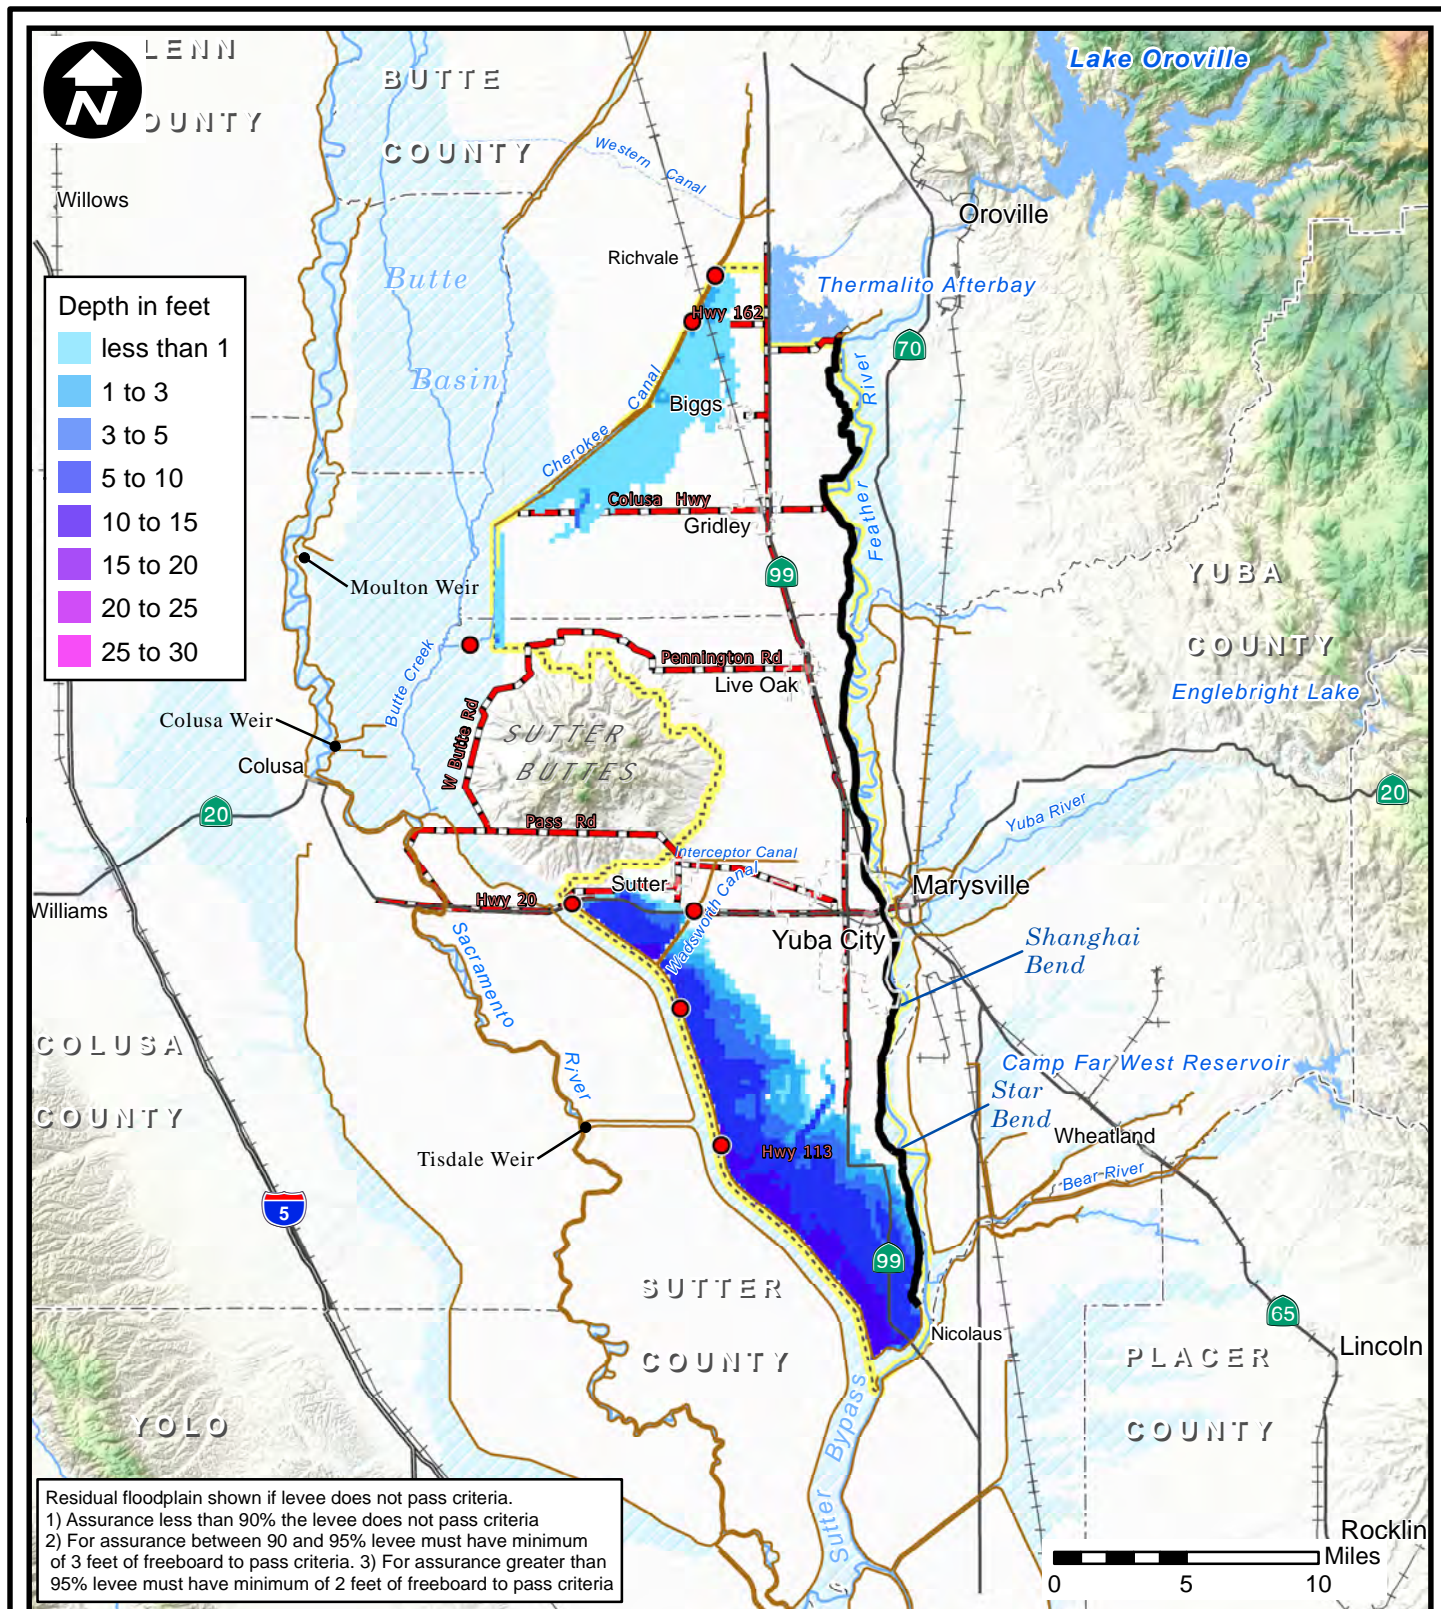 N
LENN
OUNTY
BUTTE
COUNTY
Lake Oroville
Western Canal
Willows
Oroville
Richvale
Butte
Basin
Thermalito Afterbay
Hwy 162
70
Depth in feet
less than 1
1 to 3
3 to 5
5 to 10
10 to 15
15 to 20
20 to 25
25 to 30
Cherokee Canal
Biggs
Feather River
Colusa Hwy
Gridley
99
Moulton Weir
YUBA
COUNTY
Butte Creek
Pennington Rd
Live Oak
Englebright Lake
Colusa Weir
Colusa
W Butte Rd
SUTTER
BUTTES
20
20
Pass Rd
Yuba River
Interceptor Canal
Sutter
Wadsworth Canal
Marysville
Hwy 20
Williams
Yuba City
Shanghai
Bend
Sacramento River
COLUSA
COUNTY
Camp Far West Reservoir
Star
Bend
Wheatland
Tisdale Weir
Hwy 113
Bear River
5
99
SUTTER
COUNTY
65
Nicolaus
Lincoln
PLACER
COUNTY
YOLO
Sutter Bypass
Rocklin
Residual floodplain shown if levee does not pass criteria.
1) Assurance less than 90% the levee does not pass criteria
2) For assurance between 90 and 95% levee must have minimum
of 3 feet of freeboard to pass criteria. 3) For assurance greater than
95% levee must have minimum of 2 feet of freeboard to pass criteria
Miles
0 5 10